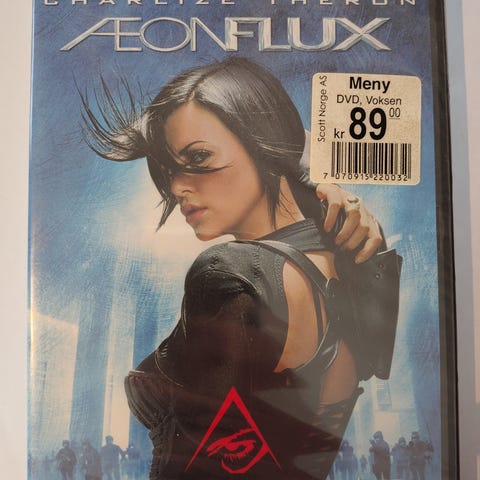 CHARLIZE THERON
ÆONFLUX
Scott Norge AS
Meny
DVD, Voksen
kr 89 00
7 070915 220032